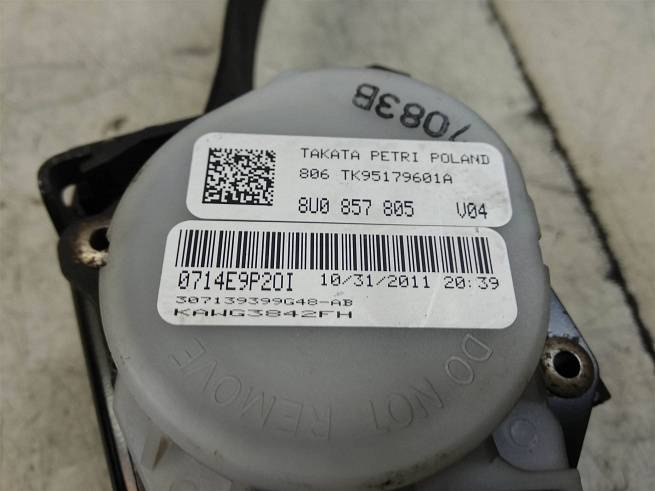 7083B
TAKATA PETRI POLAND
806 TK95179601A
8U0 857 805 V04
0714E9P20I 10/31/2011 20:39
307139399G48-AB
KAWG3842FH
DO NOT REMOVE